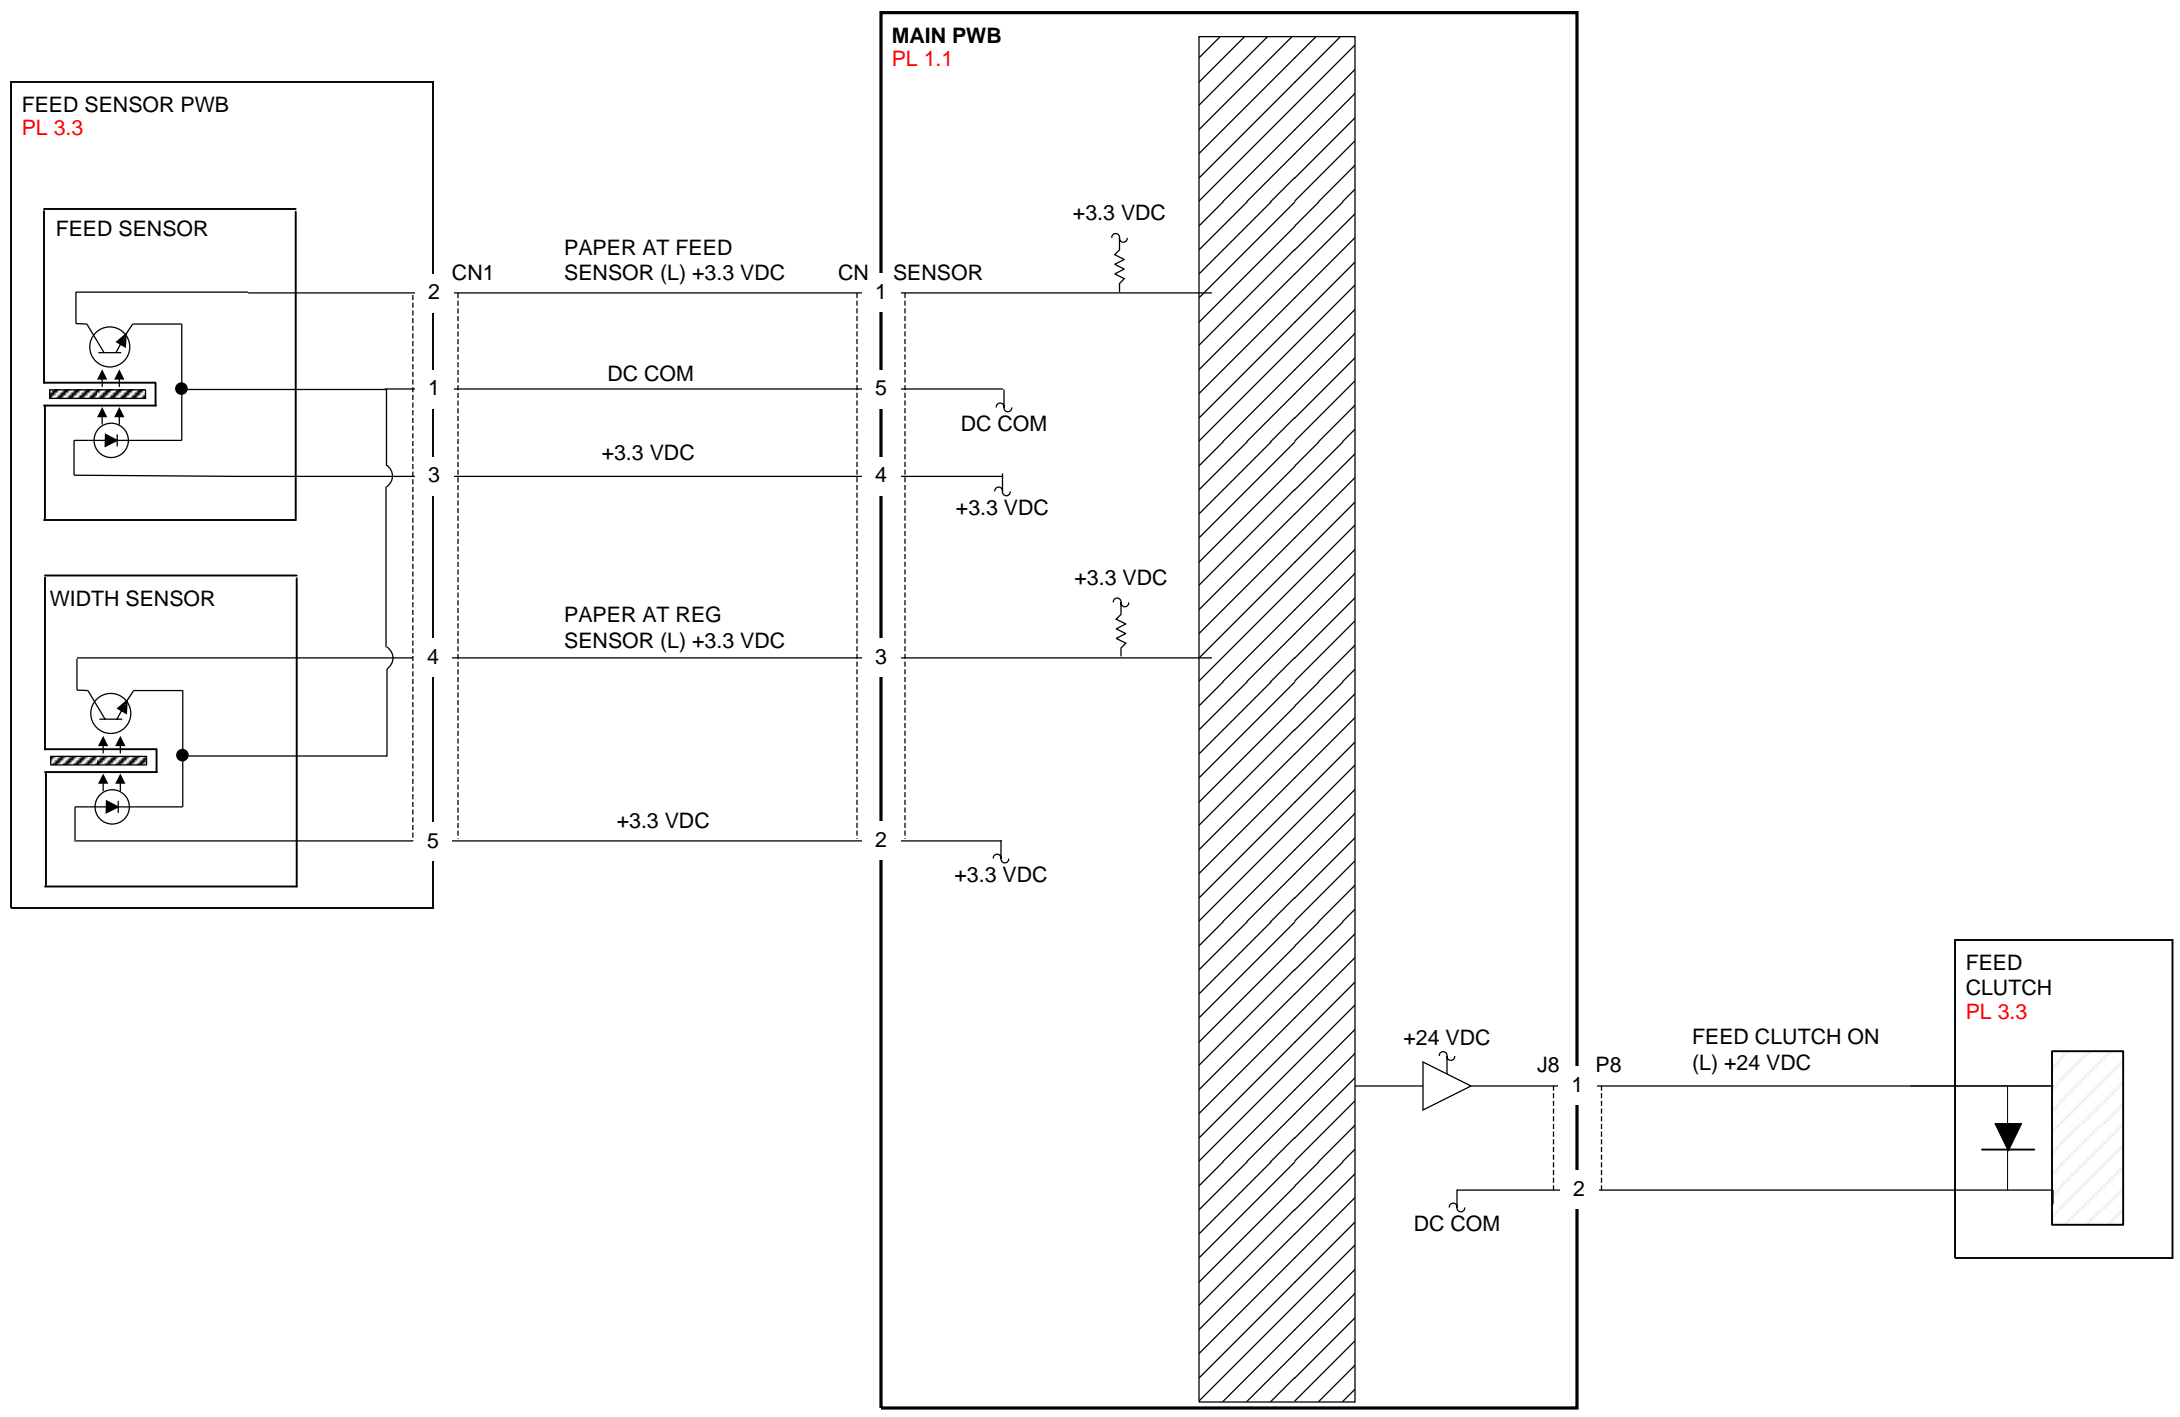 MAIN PWB
PL 1.1
FEED SENSOR PWB
PL 3.3
FEED SENSOR
CN1
PAPER AT FEED
SENSOR (L) +3.3 VDC
CN
SENSOR
+3.3 VDC
2
1
1
DC COM
5
DC COM
3
+3.3 VDC
4
+3.3 VDC
WIDTH SENSOR
PAPER AT REG
SENSOR (L) +3.3 VDC
+3.3 VDC
4
3
5
+3.3 VDC
2
+3.3 VDC
+24 VDC
J8
P8
FEED CLUTCH ON
(L) +24 VDC
1
2
DC COM
FEED
CLUTCH
PL 3.3